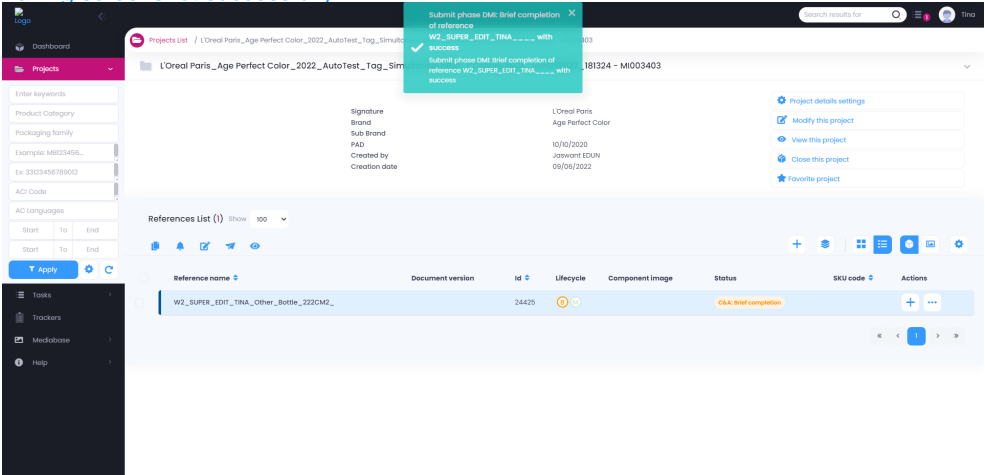 Logo
Submit phase DMI: Brief completion
of reference
W2_SUPER_EDIT_TINA____ with
success
Submit phase DMI: Brief completion of
reference W2_SUPER_EDIT_TINA____ with
success
Search results for
Tina
Dashboard
Projects List / L'Oreal Paris_Age Perfect Color_2022_AutoTest_Tag_Simulta
Projects
L'Oreal Paris_Age Perfect Color_2022_AutoTest_Tag_Sim
_181324 - MI003403
Enter keywords
Product Category
Packaging family
Example: MB123456...
Ex: 33123456789012
ACI Code
AC Languages
Start To End
Start To End
Apply
Signature L'Oreal Paris
Brand Age Perfect Color
Sub Brand
PAD 10/10/2020
Created by Jaswant EDUN
Creation date 09/06/2022
Project details settings
Modify this project
View this project
Close this project
Favorite project
References List (1) Show 100
Reference name Document version Id Lifecycle Component image Status SKU code Actions
W2_SUPER_EDIT_TINA_Other_Bottle_222CM2_ 24425 B M C&A: Brief completion
« < 1 > »
Tasks
Trackers
Mediabase
Help